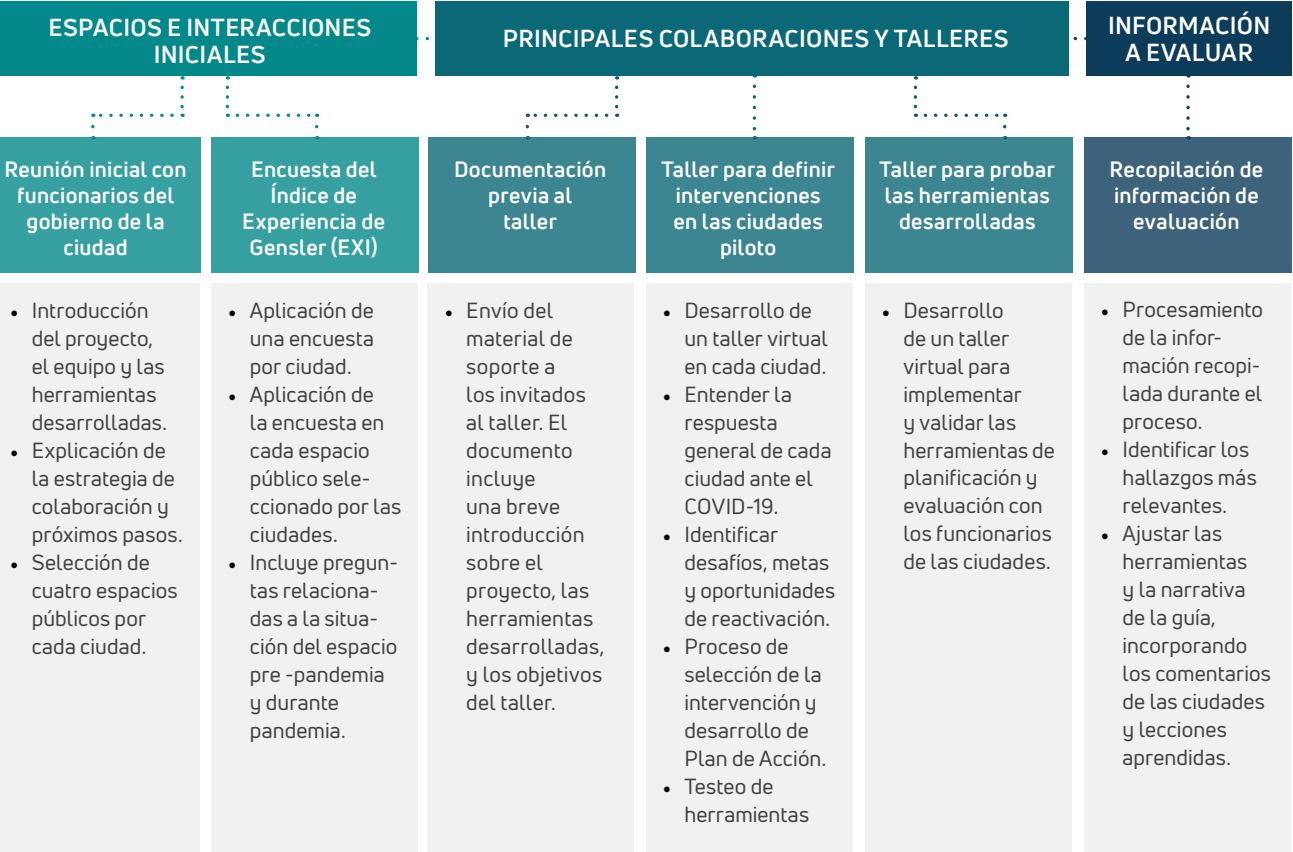 ESPACIOS E INTERACCIONES
INICIALES
PRINCIPALES COLABORACIONES Y TALLERES
INFORMACIÓN
A EVALUAR
Reunión inicial con
funcionarios del
gobierno de la
ciudad
Encuesta del
Índice de
Experiencia de
Gensler (EXI)
Documentación
previa al
taller
Taller para definir
intervenciones
en las ciudades
piloto
Taller para probar
las herramientas
desarrolladas
Recopilación de
información de
evaluación
• Introducción
del proyecto,
el equipo y las
herramientas
desarrolladas.
• Explicación de
la estrategia de
colaboración y
próximos pasos.
• Selección de
cuatro espacios
públicos por
cada ciudad.
• Aplicación de
una encuesta
por ciudad.
• Aplicación de
la encuesta en
cada espacio
público sele-
ccionado por las
ciudades.
• Incluye pregun-
tas relaciona-
das a la situa-
ción del espacio
pre -pandemia
y durante
pandemia.
• Envío del
material de
soporte a
los invitados
al taller. El
documento
incluye
una breve
introducción
sobre el
proyecto, las
herramientas
desarrolladas,
y los objetivos
del taller.
• Desarrollo de
un taller virtual
en cada ciudad.
• Entender la
respuesta
general de cada
ciudad ante el
COVID-19.
• Identificar
desafíos, metas
y oportunidades
de reactivación.
• Proceso de
selección de la
intervención y
desarrollo de
Plan de Acción.
• Testeo de
herramientas
• Desarrollo
de un taller
virtual para
implementar
y validar las
herramientas de
planificación y
evaluación con
los funcionarios
de las ciudades.
• Procesamiento
de la infor-
mación recopi-
lada durante el
proceso.
• Identificar los
hallazgos más
relevantes.
• Ajustar las
herramientas
y la narrativa
de la guía,
incorporando
los comentarios
de las ciudades
y lecciones
aprendidas.